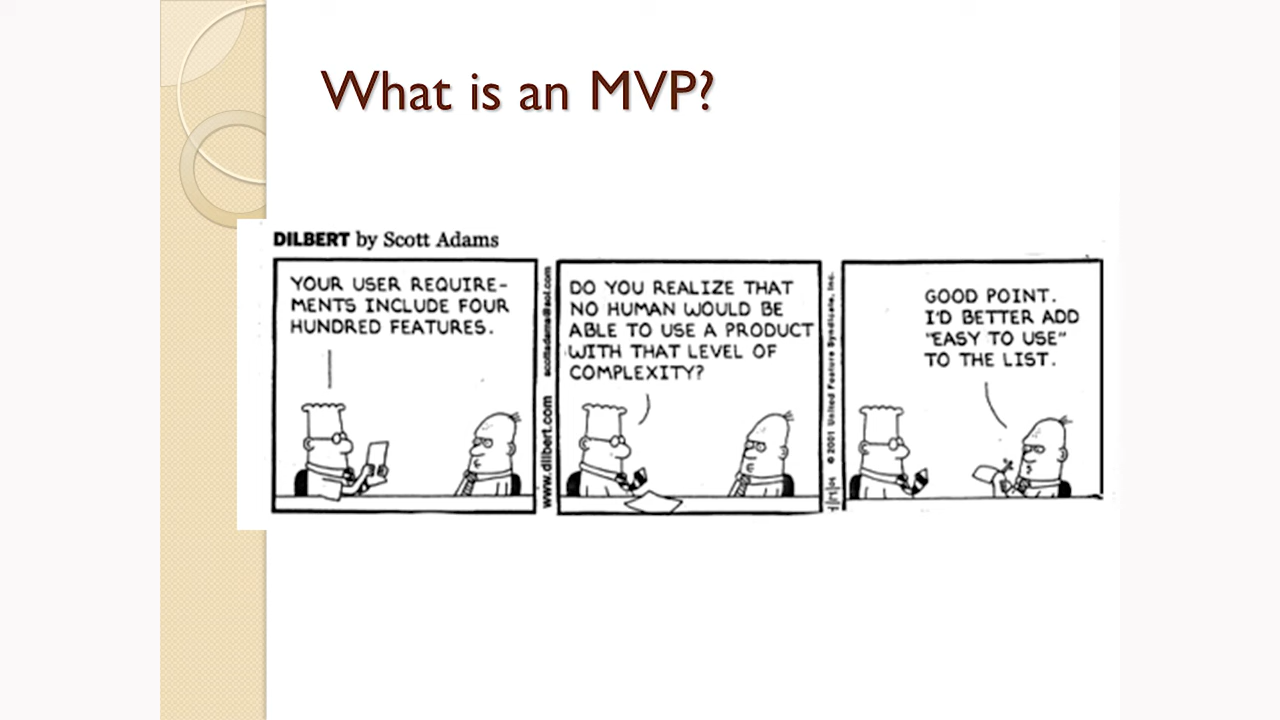 What is an MVP?
DILBERT by Scott Adams
YOUR USER REQUIRE-
MENTS INCLUDE FOUR
HUNDRED FEATURES.
www.dilbert.com scottadams@aol.com
DO YOU REALIZE THAT
NO HUMAN WOULD BE
ABLE TO USE A PRODUCT
WITH THAT LEVEL OF
COMPLEXITY?
© 2001 United Feature Syndicate, Inc.
GOOD POINT.
I'D BETTER ADD
"EASY TO USE"
TO THE LIST.